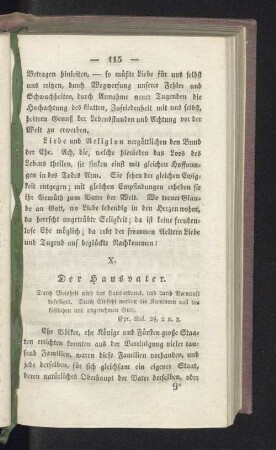 — 115 —
Betragen hinleiten, — so müßte Liebe für uns selbst
uns reizen, durch Wegwerfung unserer Fehler und
Schwachheiten, durch Annahme neuer Tugenden die
Hochachtung des Gatten, Zufriedenheit mit uns selbst,
heitern Genuß der Lebensstunden und Achtung vor der
Welt zu erwerben.
Liebe und Religion vergöttlichen den Bund
der Ehe. Ach, die, welche hienieden das Loos des
Lebens theilen, sie sinken einst mit gleichen Hoffnun-
gen in des Todes Arm. Sie sehen der gleichen Ewig-
keit entgegen; mit gleichen Empfindungen erheben sie
ihr Gemüth zum Vater der Welt. Wo ferner Glau-
be an Gott, wo Liebe lebendig in den Herzen wohnt,
da herrscht ungetrübte Seligkeit; da ist keine freuden-
lose Ehe möglich; da erbt der frommen Aeltern Liebe
und Tugend auf beglückte Nachkommen!
X.
Der Hausvater.
Durch Weisheit wird das Haus erbauet, und durch Vernunft
befestiget. Durch Einsicht werden die Kammern voll des
köstlichen und angenehmen Guts.
Spr. Sal. 24, 3 u. 4.
Ehe Völker, ehe Könige und Fürsten große Staa-
ten errichten konnten aus der Vereinigung vieler tau-
send Familien, waren diese Familien vorhanden, und
jede derselben, für sich gleichsam ein eigener Staat,
deren natürliches Oberhaupt der Vater derselben, oder
9*